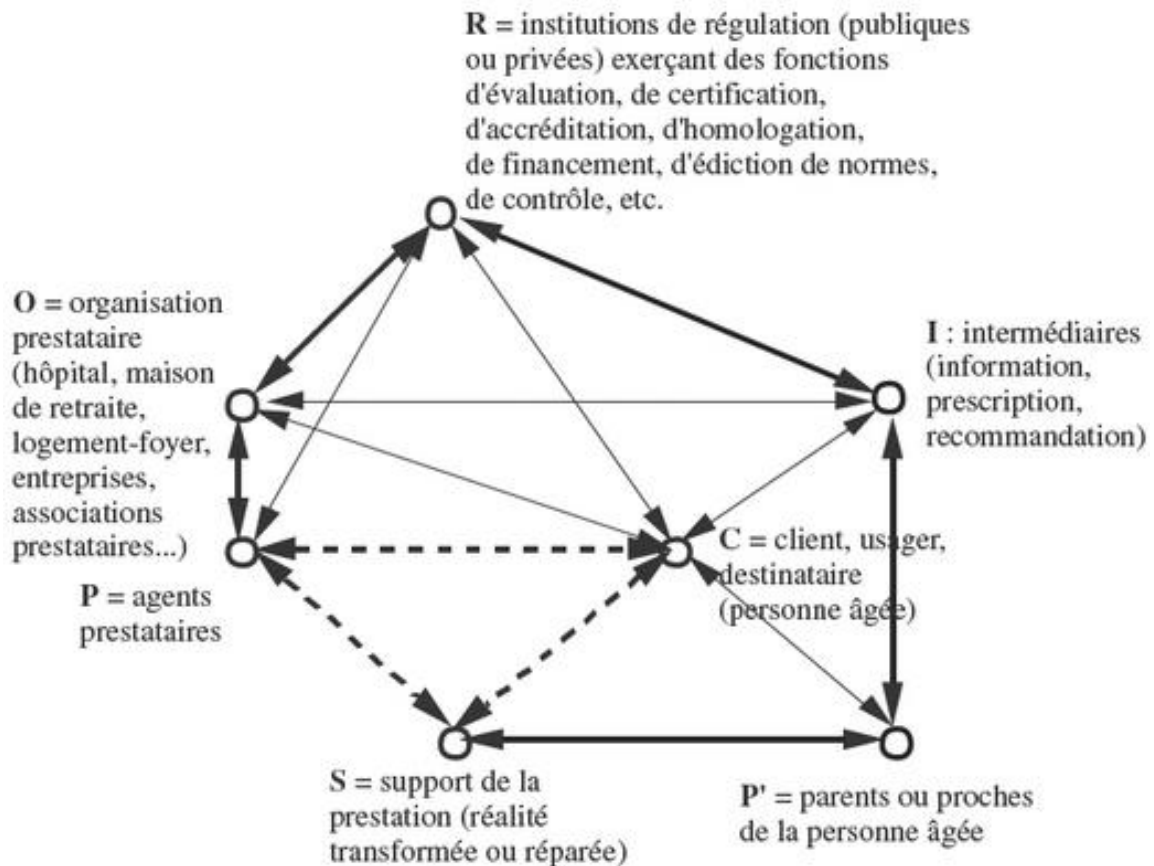 R = institutions de régulation (publiques
ou privées) exerçant des fonctions
d'évaluation, de certification,
d'accréditation, d'homologation,
de financement, d'édiction de normes,
de contrôle, etc.
O = organisation
prestataire
(hôpital, maison
de retraite,
logement-foyer,
entreprises,
associations
prestataires...)
I : intermédiaires
(information,
prescription,
recommandation)
C = client, usager,
destinataire
(personne âgée)
P = agents
prestataires
S = support de la
prestation (réalité
transformée ou réparée)
P' = parents ou proches
de la personne âgée